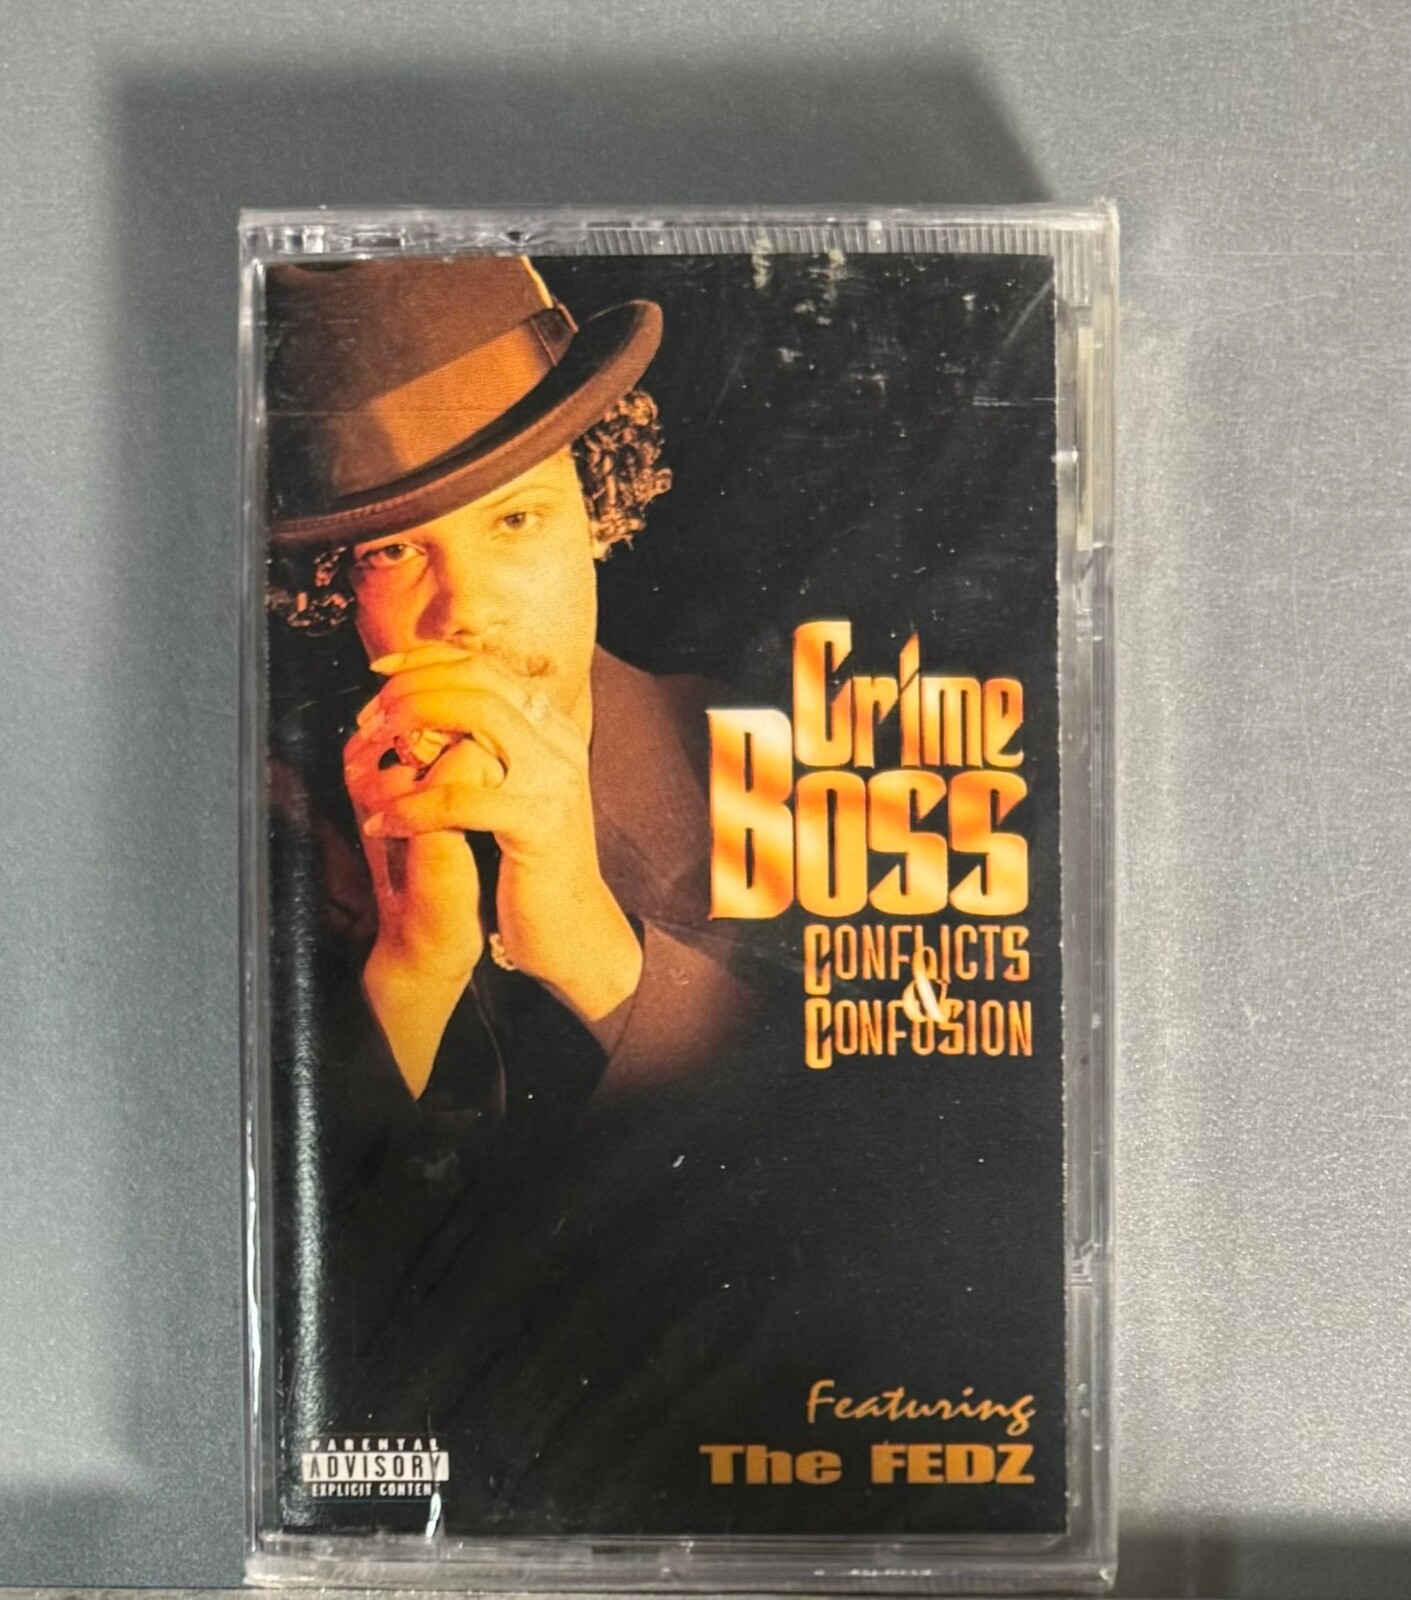 Crime
Boss
CONFLICTS
&
CONFUSION
Featuring
The FEDZ
PARENTAL
ADVISORY
EXPLICIT CONTENT